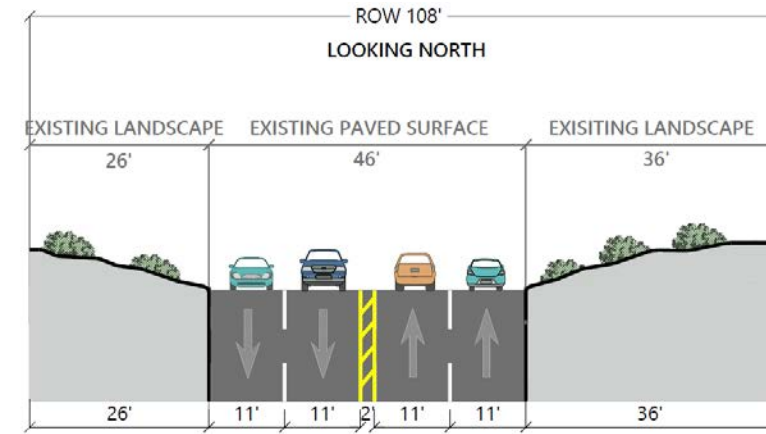 ROW 108'
LOOKING NORTH
EXISTING LANDSCAPE EXISTING PAVED SURFACE EXISITING LANDSCAPE
26' 46' 36'
26' 11' 11' 2' 11' 11' 36'